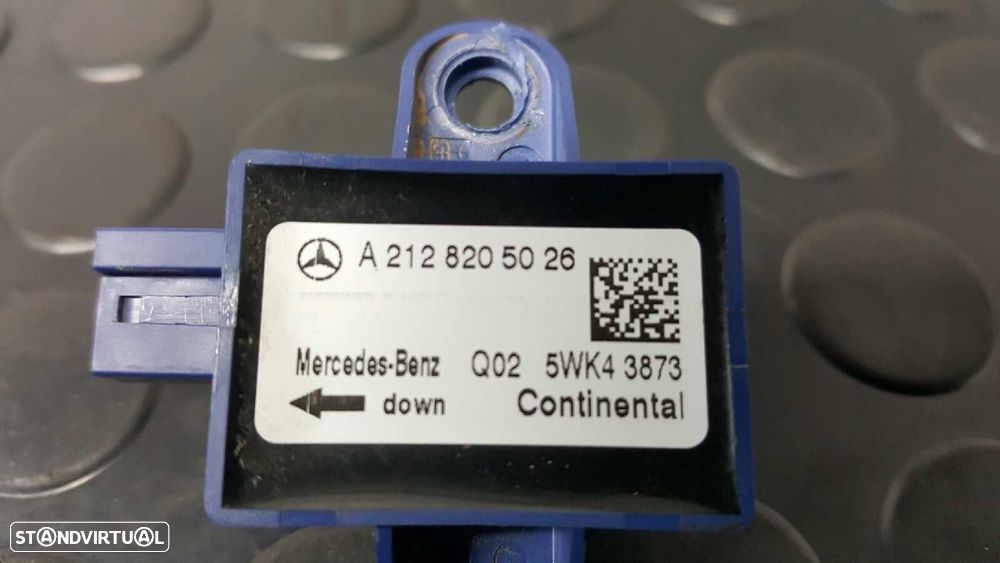 A 212 820 50 26
Mercedes-Benz Q02 5WK4 3873
down Continental
STANDVIRTUAL